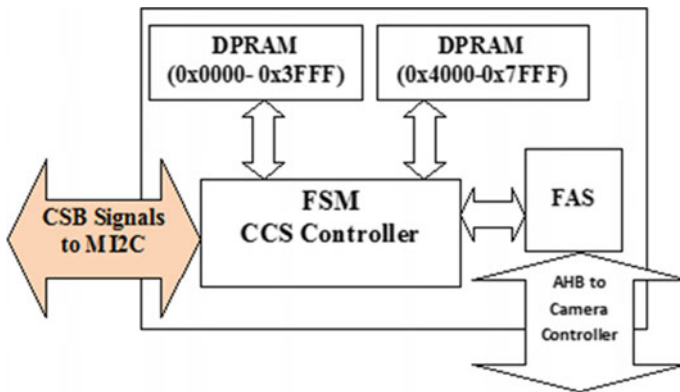 DPRAM
(0x0000- 0x3FFF)
DPRAM
(0x4000-0x7FFF)
CSB Signals
to MI2C
FSM
CCS Controller
FAS
AHB to
Camera
Controller